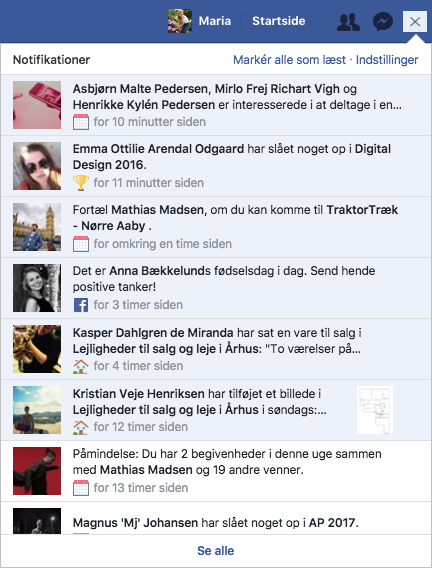 Maria Startside
Notifikationer Markér alle som læst · Indstillinger
Asbjørn Malte Pedersen, Mirlo Frej Richart Vigh og
Henrikke Kylén Pedersen er interesserede i at deltage i en…
for 10 minutter siden
Emma Ottilie Arendal Odgaard har slået noget op i Digital
Design 2016.
for 11 minutter siden
Fortæl Mathias Madsen, om du kan komme til TraktorTræk
- Nørre Aaby .
for omkring en time siden
Det er Anna Bækkelunds fødselsdag i dag. Send hende
positive tanker!
for 3 timer siden
Kasper Dahlgren de Miranda har sat en vare til salg i
Lejligheder til salg og leje i Århus: "To værelser på…
for 4 timer siden
Kristian Veje Henriksen har tilføjet et billede i
Lejligheder til salg og leje i Århus i søndags:…
for 12 timer siden
Påmindelse: Du har 2 begivenheder i denne uge sammen
med Mathias Madsen og 19 andre venner.
for 13 timer siden
Magnus 'Mj' Johansen har slået noget op i AP 2017.
Se alle